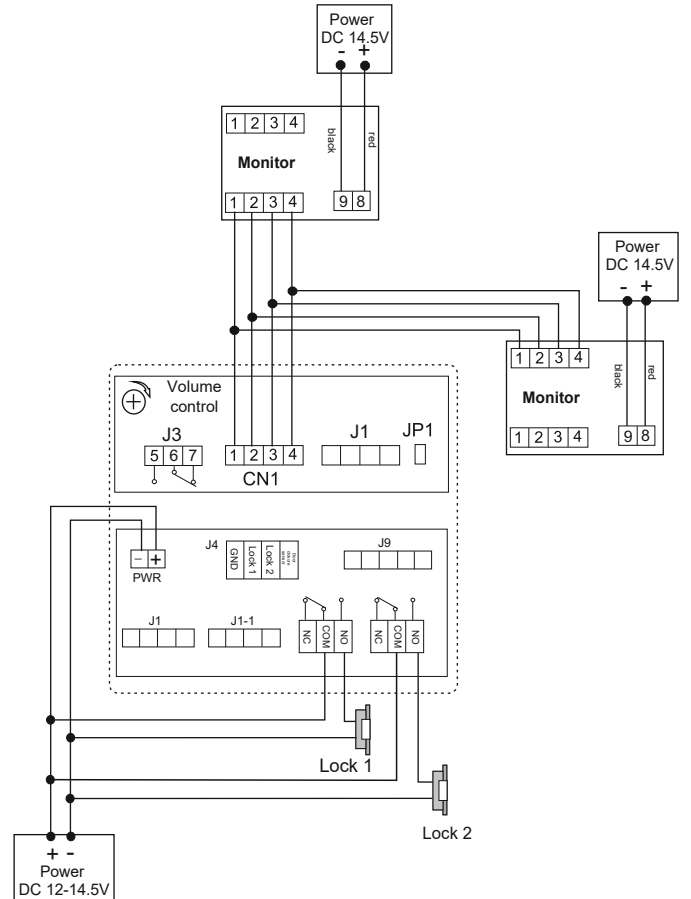 Power
DC 14.5V
- +
black
red
1 2 3 4
Monitor
1 2 3 4
9 8
Power
DC 14.5V
- +
black
red
1 2 3 4
Monitor
1 2 3 4
9 8
Volume
control
J3
5 6 7
1 2 3 4
CN1
J1
JP1
- +
PWR
J4
GND
Lock 1
Lock 2
J9
J1
J1-1
NC
COM
NO
NC
COM
NO
Lock 1
Lock 2
+ -
Power
DC 12-14.5V